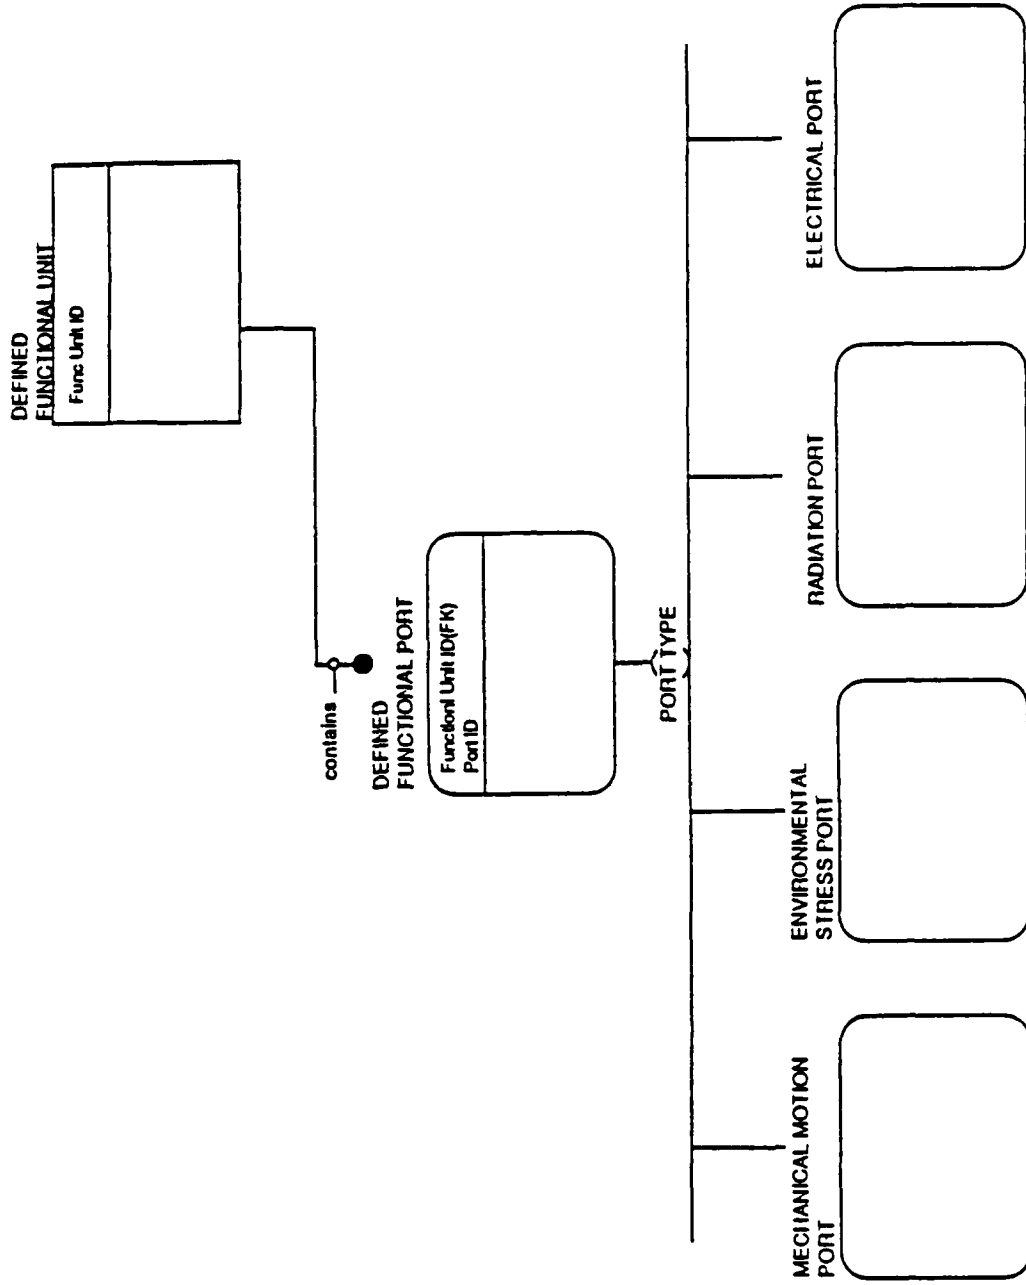 DEFINED
FUNCTIONAL UNIT
Func Unit ID
contains
DEFINED
FUNCTIONAL PORT
Functionl Unit ID(FK)
Port ID
PORT TYPE
MECHANICAL MOTION
PORT
ENVIRONMENTAL
STRESS PORT
RADIATION PORT
ELECTRICAL PORT